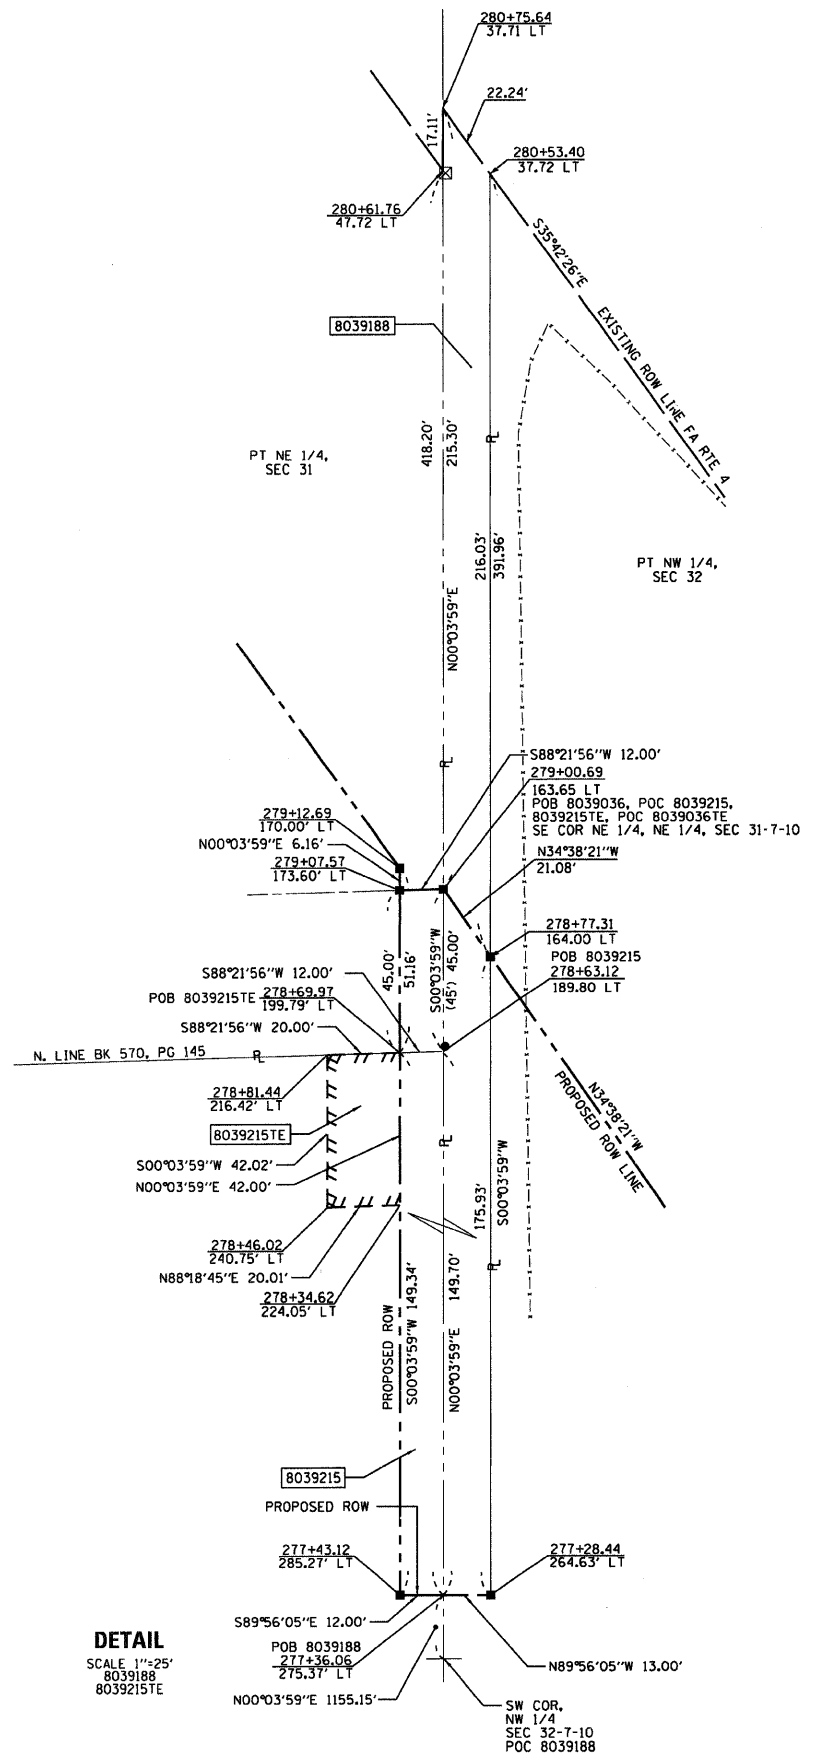 280+75.64
37.71 LT
22.24'
17.11'
280+53.40
37.72 LT
280+61.76
47.72 LT
S35°42'26"E
EXISTING ROW LINE FA RTE 4
8039188
418.20'
215.30'
PT NE 1/4,
SEC 31
216.03'
391.96'
PT NW 1/4,
SEC 32
N00°03'59"E
S88°21'56"W 12.00'
279+00.69
163.65 LT
POB 8039036, POC 8039215,
8039215TE, POC 8039036TE
SE COR NE 1/4, NE 1/4, SEC 31-7-10
279+12.69
170.00' LT
N00°03'59"E 6.16'
279+07.57
173.60' LT
N34°38'21"W
21.08'
278+77.31
164.00 LT
POB 8039215
278+63.12
189.80 LT
45.00'
51.16'
S00°03'59"W
(45') 45.00'
S88°21'56"W 12.00'
POB 8039215TE 278+69.97
199.79' LT
S88°21'56"W 20.00'
N. LINE BK 570, PG 145
278+81.44
216.42' LT
8039215TE
S00°03'59"W 42.02'
N00°03'59"E 42.00'
N34°38'21"W
PROPOSED ROW LINE
175.93'
S00°03'59"W
278+46.02
240.75' LT
N88°18'45"E 20.01'
278+34.62
224.05' LT
PROPOSED ROW
S00°03'59"W 149.34'
N00°03'59"E 149.70'
8039215
PROPOSED ROW
277+43.12
285.27' LT
277+28.44
264.63' LT
S89°56'05"E 12.00'
POB 8039188
277+36.06
275.37' LT
N89°56'05"W 13.00'
N00°03'59"E 1155.15'
SW COR,
NW 1/4
SEC 32-7-10
POC 8039188
DETAIL
SCALE 1"=25'
8039188
8039215TE